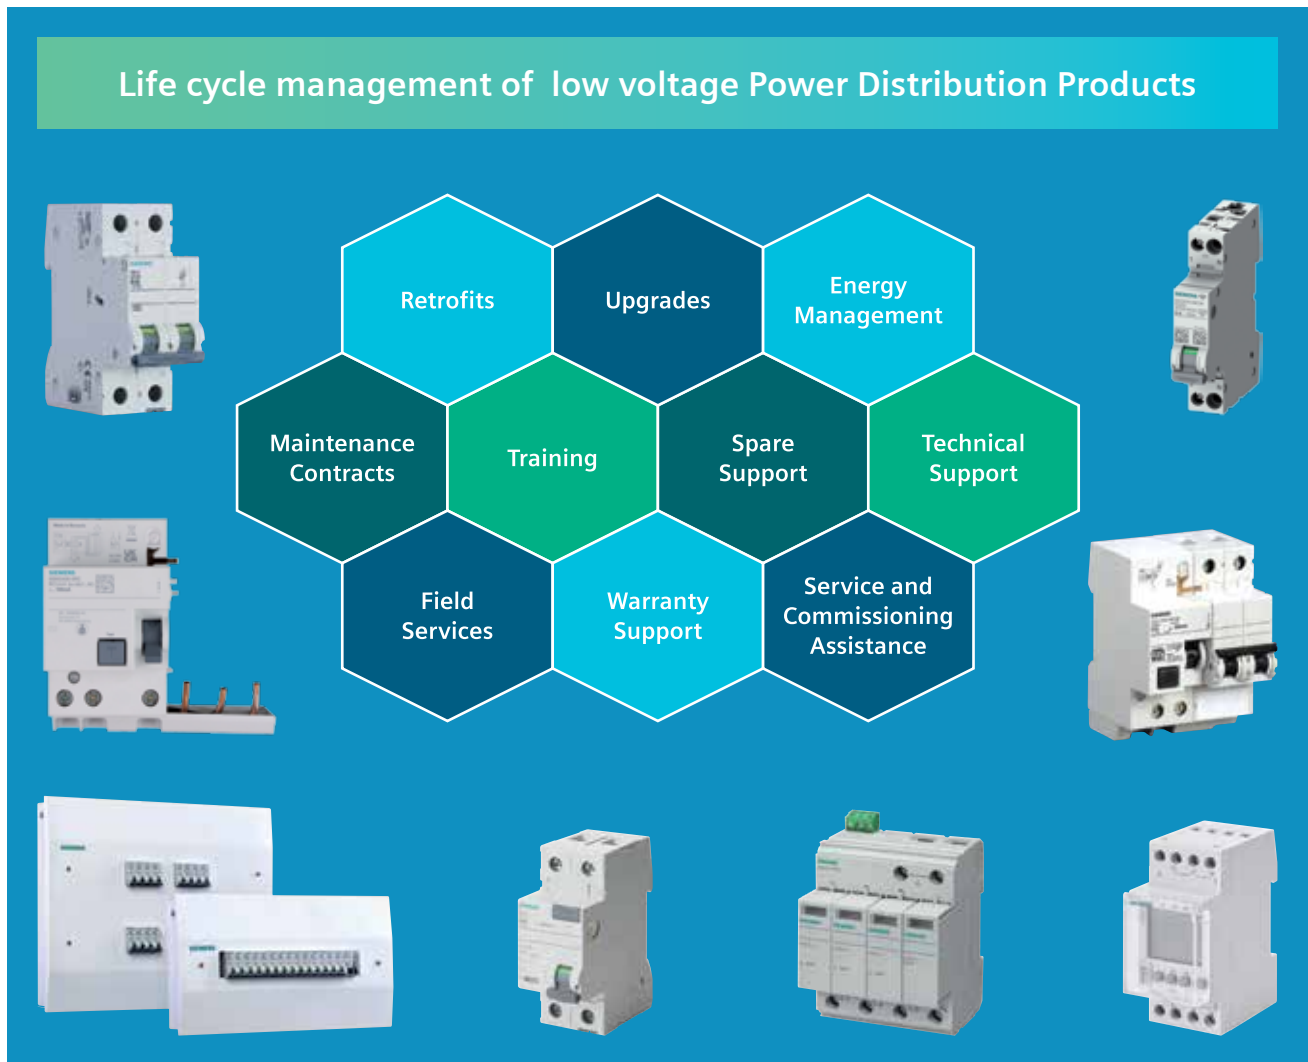 Life cycle management of low voltage Power Distribution Products
Retrofits
Upgrades
Energy
Management
Maintenance
Contracts
Training
Spare
Support
Technical
Support
Field
Services
Warranty
Support
Service and
Commissioning
Assistance
SIEMENS